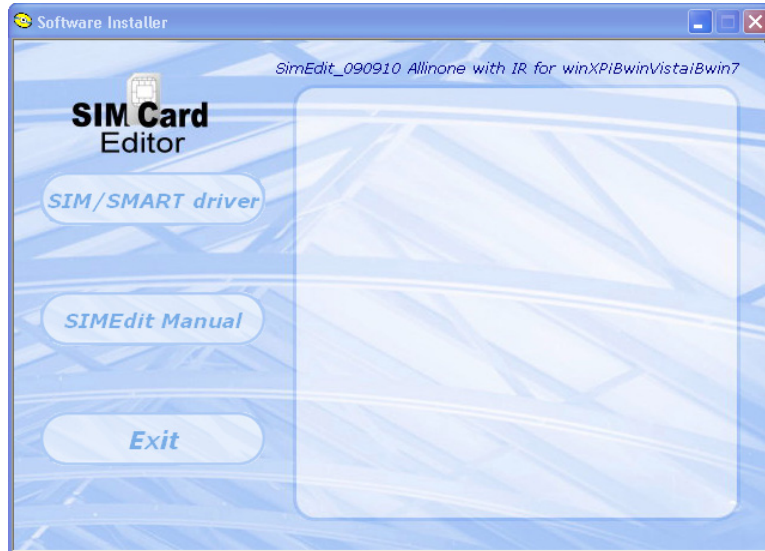 Software Installer
SimEdit_090910 Allinone with IR for winXPiBwinVistaiBwin7
SIM Card
Editor
SIM/SMART driver
SIMEdit Manual
Exit